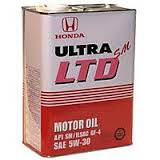 HONDA
ULTRA
LTD SM
MOTOR OIL
API SM/ILSAC GF-4
SAE 5W-30